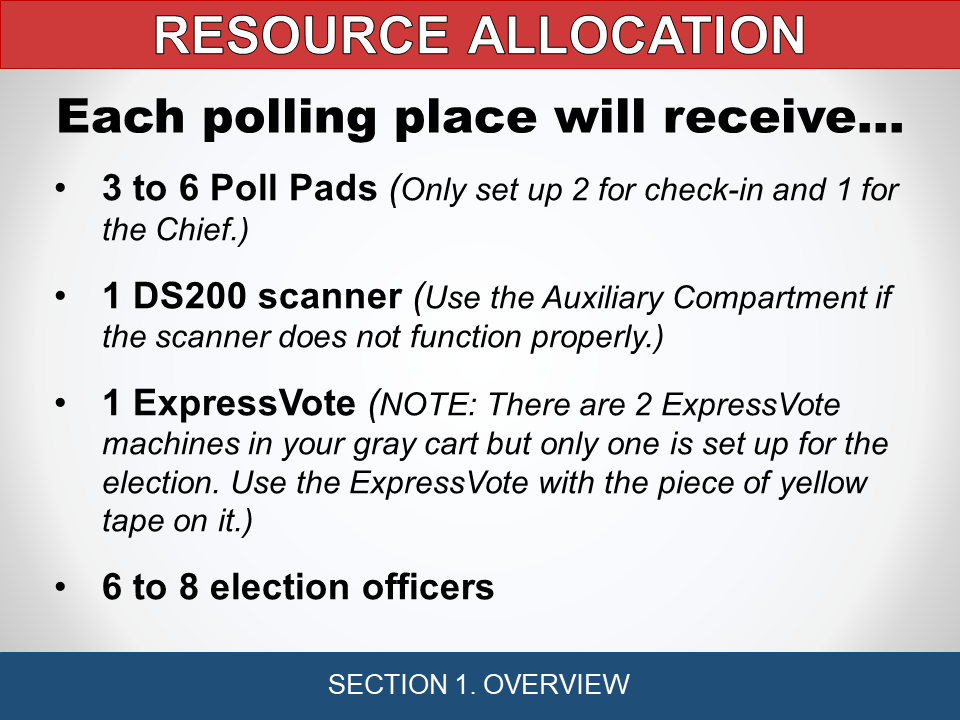 RESOURCE ALLOCATION
Each polling place will receive...
• 3 to 6 Poll Pads (Only set up 2 for check-in and 1 for
the Chief.)
• 1 DS200 scanner (Use the Auxiliary Compartment if
the scanner does not function properly.)
• 1 ExpressVote (NOTE: There are 2 ExpressVote
machines in your gray cart but only one is set up for the
election. Use the ExpressVote with the piece of yellow
tape on it.)
• 6 to 8 election officers
SECTION 1. OVERVIEW